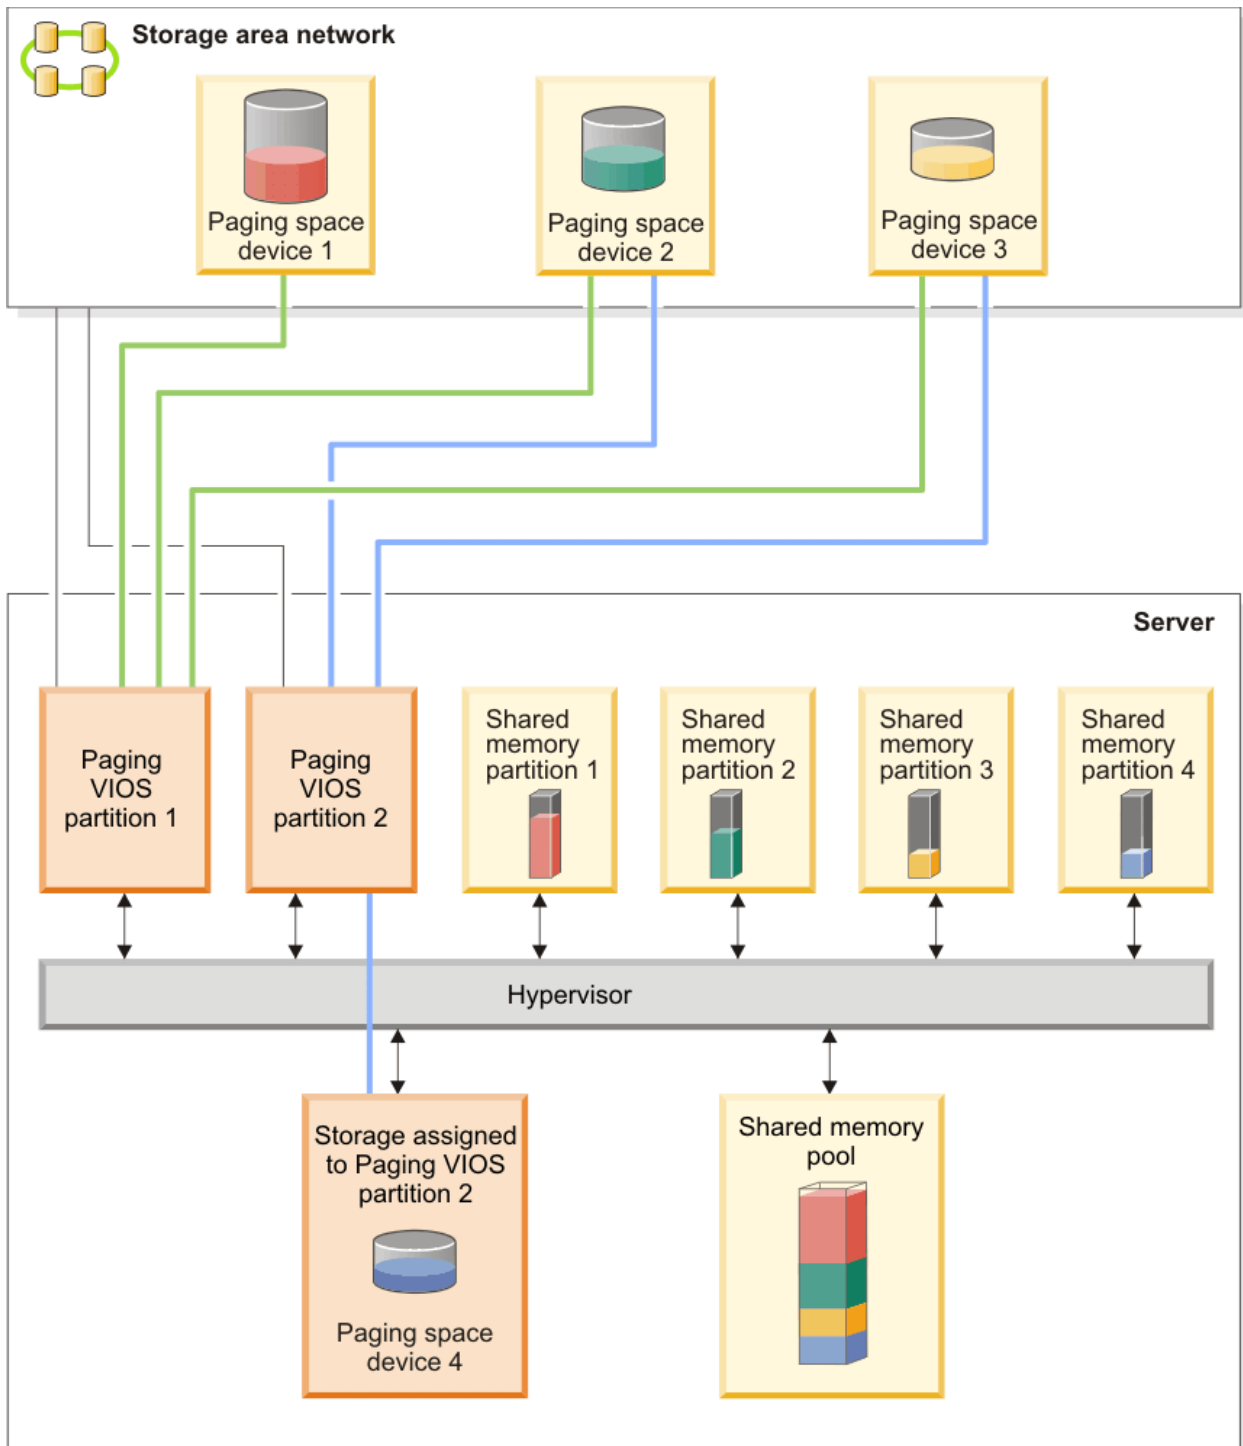 Storage area network
Paging space
device 1
Paging space
device 2
Paging space
device 3
Server
Paging
VIOS
partition 1
Paging
VIOS
partition 2
Shared
memory
partition 1
Shared
memory
partition 2
Shared
memory
partition 3
Shared
memory
partition 4
Hypervisor
Storage assigned
to Paging VIOS
partition 2
Paging space
device 4
Shared memory
pool